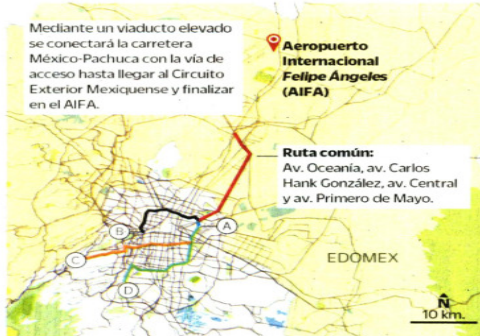 Mediante un viaducto elevado
se conectará la carretera
México-Pachuca con la vía de
acceso hasta llegar al Circuito
Exterior Mexiquense y finalizar
en el AIFA.
Aeropuerto
Internacional
Felipe Ángeles
(AIFA)
Ruta común:
Av. Oceanía, av. Carlos
Hank González, av. Central
y av. Primero de Mayo.
A
B
C
D
EDOMEX
N
10 km.